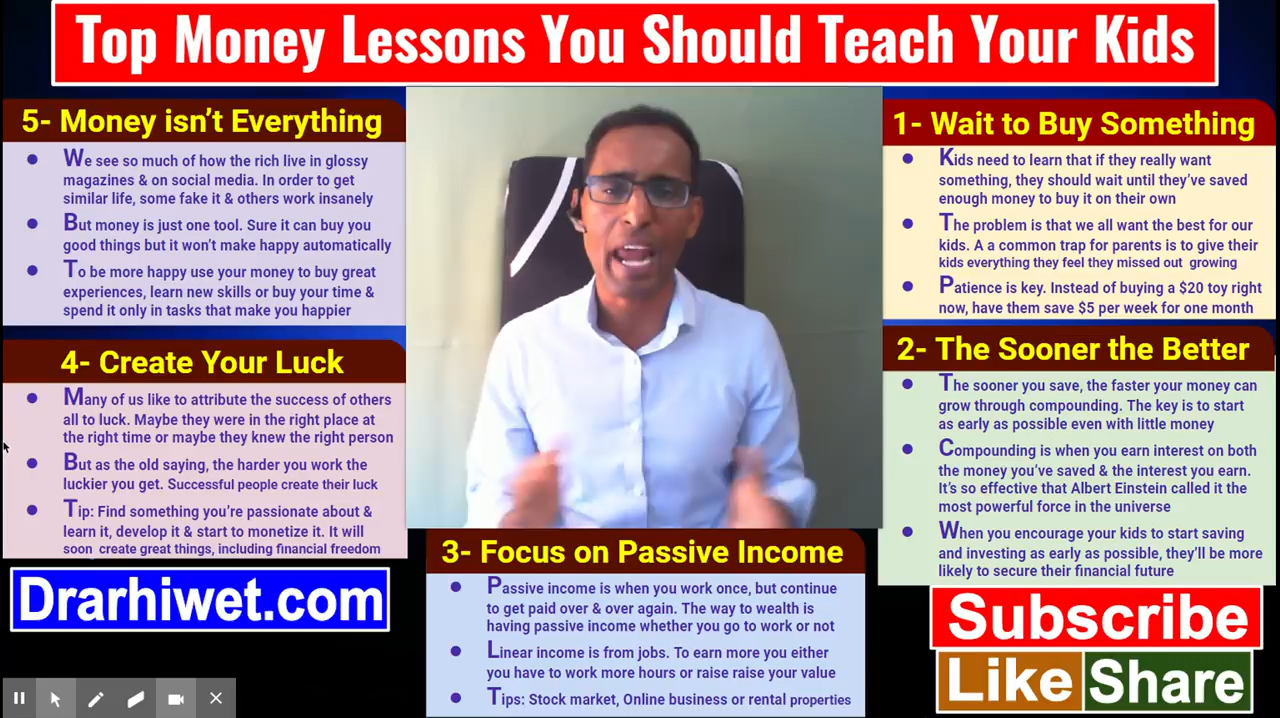 Top Money Lessons You Should Teach Your Kids
1- Wait to Buy Something
● Kids need to learn that if they really want
something, they should wait until they've saved
enough money to buy it on their own
● The problem is that we all want the best for our
kids. A a common trap for parents is to give their
kids everything they feel they missed out growing
● Patience is key. Instead of buying a $20 toy right
now, have them save $5 per week for one month
2- The Sooner the Better
● The sooner you save, the faster your money can
grow through compounding. The key is to start
as early as possible even with little money
● Compounding is when you earn interest on both
the money you've saved & the interest you earn.
It's so effective that Albert Einstein called it the
most powerful force in the universe
● When you encourage your kids to start saving
and investing as early as possible, they'll be more
likely to secure their financial future
3- Focus on Passive Income
● Passive income is when you work once, but continue
to get paid over & over again. The way to wealth is
having passive income whether you go to work or not
● Linear income is from jobs. To earn more you either
you have to work more hours or raise raise your value
● Tips: Stock market, Online business or rental properties
4- Create Your Luck
● Many of us like to attribute the success of others
all to luck. Maybe they were in the right place at
the right time or maybe they knew the right person
● But as the old saying, the harder you work the
luckier you get. Successful people create their luck
● Tip: Find something you're passionate about &
learn it, develop it & start to monetize it. It will
soon create great things, including financial freedom
5- Money isn't Everything
● We see so much of how the rich live in glossy
magazines & on social media. In order to get
similar life, some fake it & others work insanely
● But money is just one tool. Sure it can buy you
good things but it won't make happy automatically
● To be more happy use your money to buy great
experiences, learn new skills or buy your time &
spend it only in tasks that make you happier
Drarhiwet.com
Subscribe
Like Share